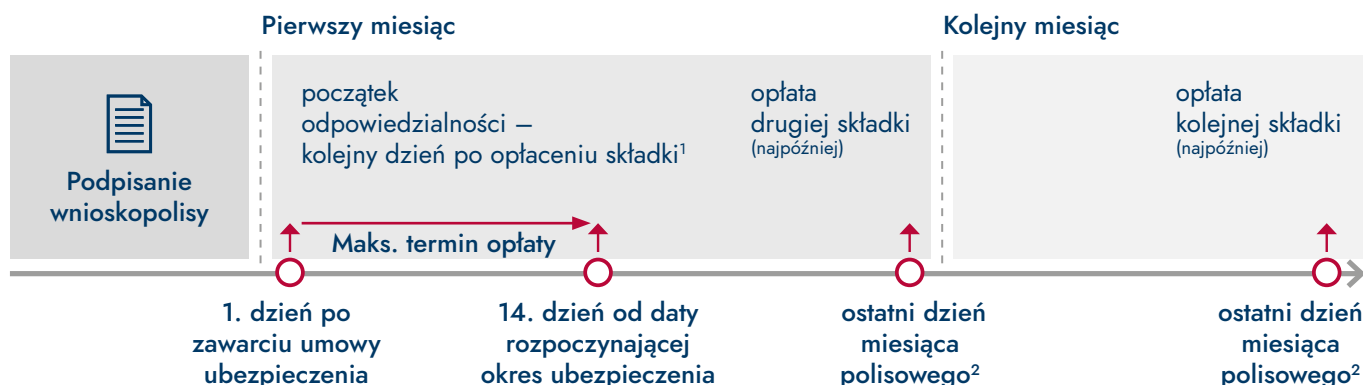 Pierwszy miesiąc
Kolejny miesiąc
Podpisanie
wnioskopolisy
początek
odpowiedzialności –
kolejny dzień po opłaceniu składki¹
opłata
drugiej składki
(najpóźniej)
opłata
kolejnej składki
(najpóźniej)
Maks. termin opłaty
1. dzień po
zawarciu umowy
ubezpieczenia
14. dzień od daty
rozpoczynającej
okres ubezpieczenia
ostatni dzień
miesiąca
polisowego²
ostatni dzień
miesiąca
polisowego²